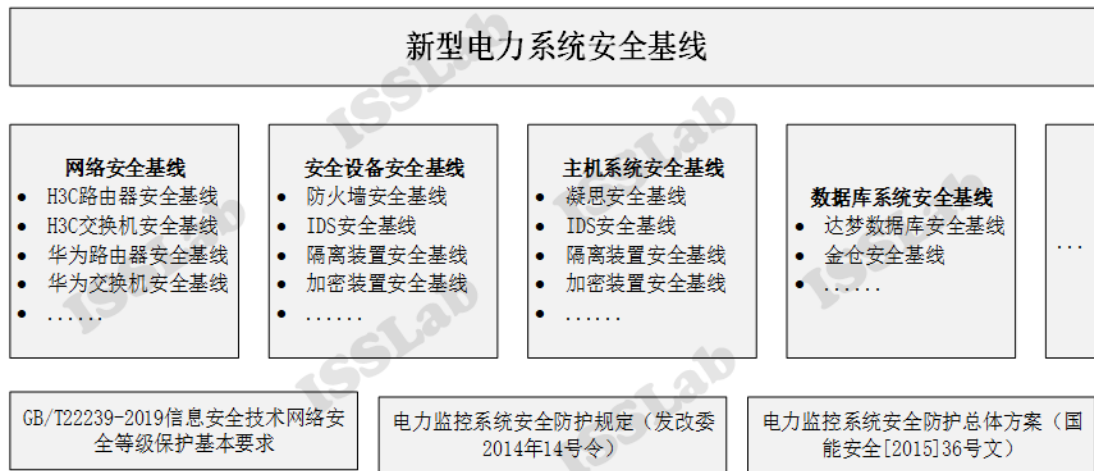 新型电力系统安全基线
网络安全基线
• H3C路由器安全基线
• H3C交换机安全基线
• 华为路由器安全基线
• 华为交换机安全基线
• ......
安全设备安全基线
• 防火墙安全基线
• IDS安全基线
• 隔离装置安全基线
• 加密装置安全基线
• ......
主机系统安全基线
• 凝思安全基线
• IDS安全基线
• 隔离装置安全基线
• 加密装置安全基线
• ......
数据库系统安全基线
• 达梦数据库安全基线
• 金仓安全基线
• ......
...
GB/T22239-2019信息安全技术网络安
全等级保护基本要求
电力监控系统安全防护规定（发改委
2014年14号令）
电力监控系统安全防护总体方案（国
能安全[2015]36号文）
ISSLab
ISSLab
ISSLab
ISSLab
ISSLab
ISSLab